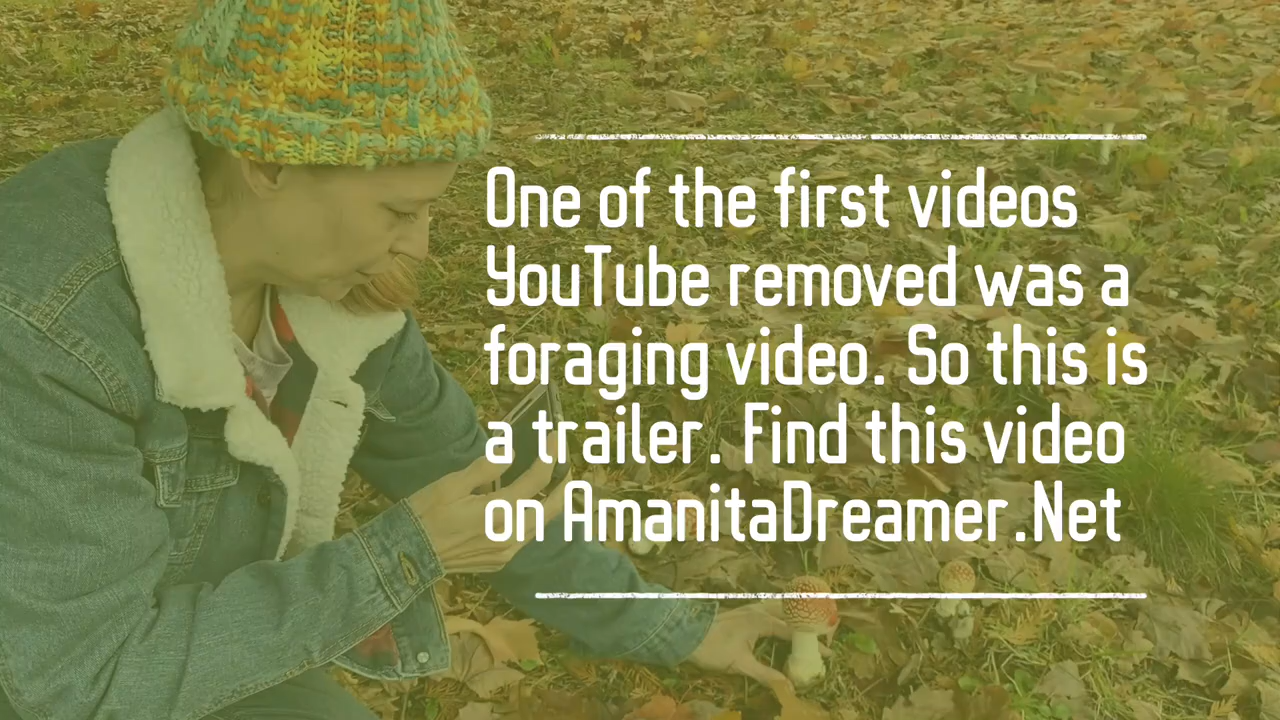 One of the first videos
YouTube removed was a
foraging video. So this is
a trailer. Find this video
on AmanitaDreamer.Net